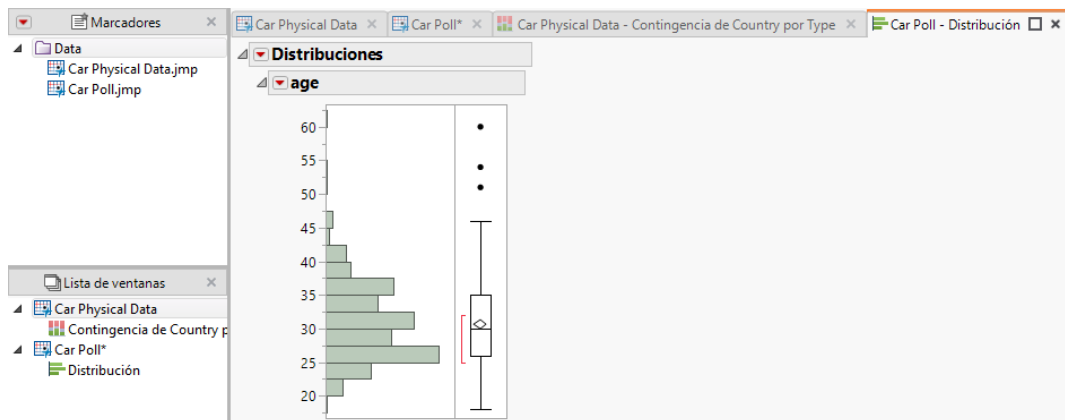 Marcadores
Data
Car Physical Data.jmp
Car Poll.jmp
Lista de ventanas
Car Physical Data
Contingencia de Country p
Car Poll*
Distribución
Car Physical Data
Car Poll*
Car Physical Data - Contingencia de Country por Type
Car Poll - Distribución
Distribuciones
age
60
55
50
45
40
35
30
25
20